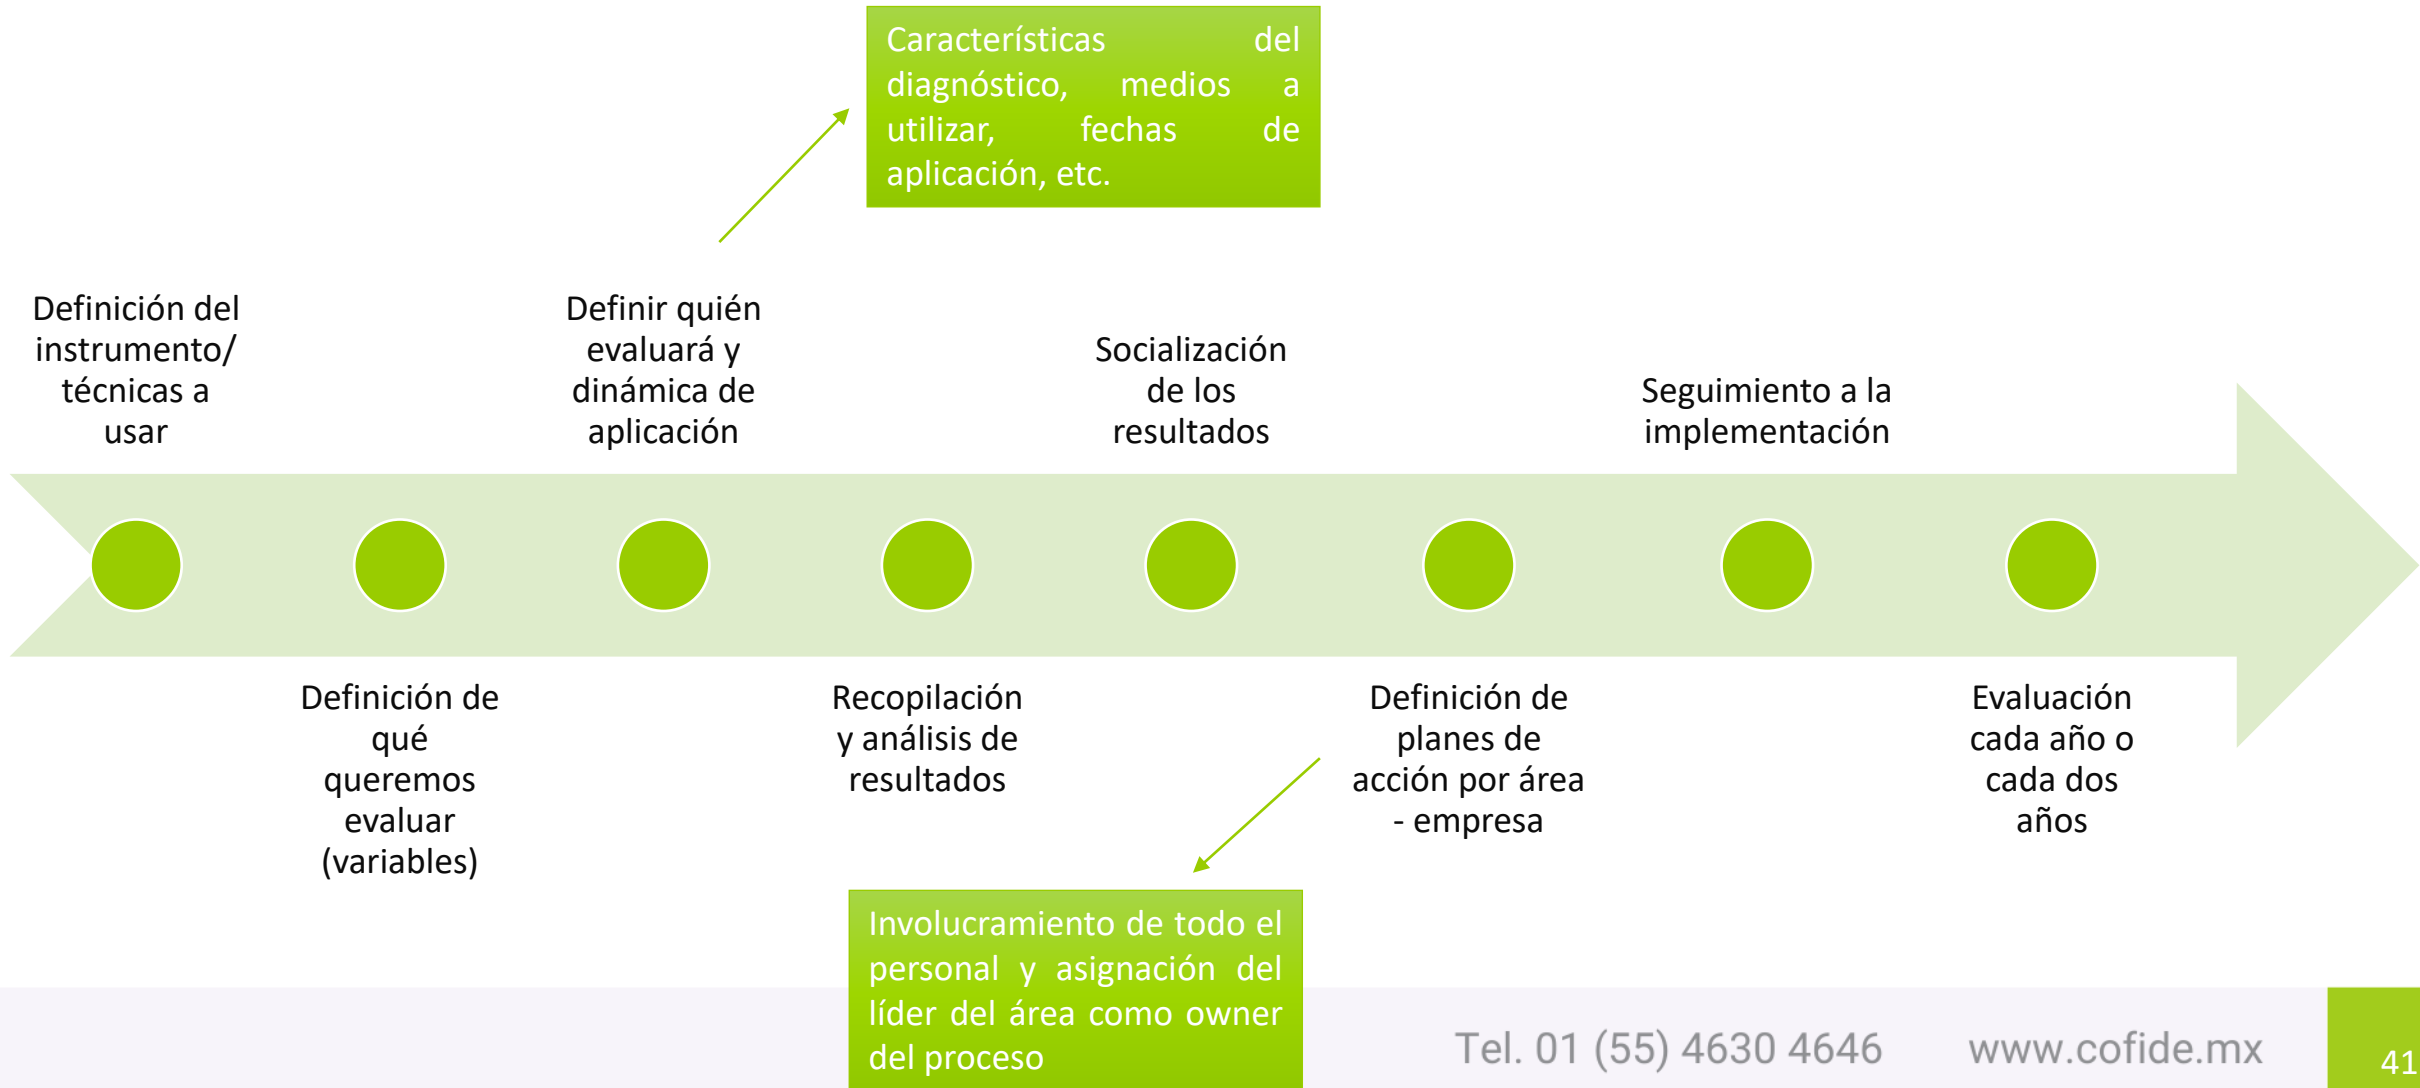 Características del
diagnóstico, medios a
utilizar, fechas de
aplicación, etc.
Definición del
instrumento/
técnicas a
usar
Definir quién
evaluará y
dinámica de
aplicación
Socialización
de los
resultados
Seguimiento a la
implementación
Definición de
qué
queremos
evaluar
(variables)
Recopilación
y análisis de
resultados
Definición de
planes de
acción por área
- empresa
Evaluación
cada año o
cada dos
años
Involucramiento de todo el
personal y asignación del
líder del área como owner
del proceso
Tel. 01 (55) 4630 4646 www.cofide.mx
41